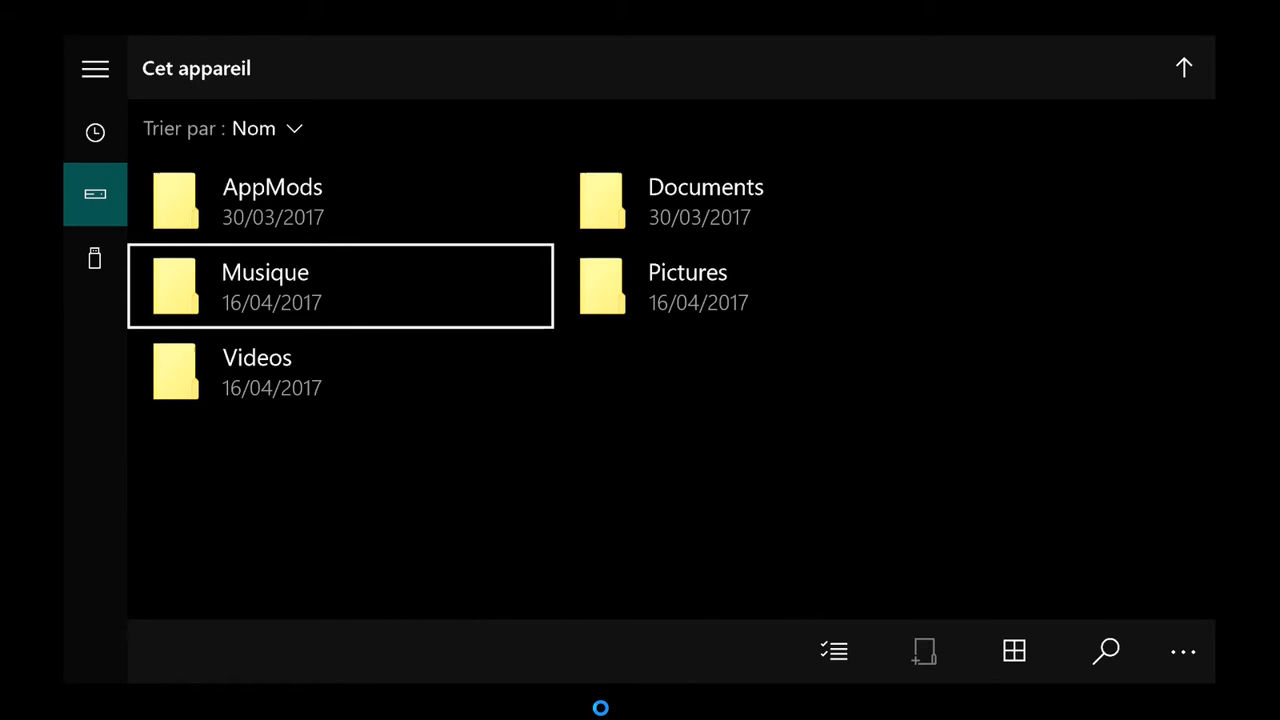 Cet appareil
Trier par : Nom
AppMods
30/03/2017
Documents
30/03/2017
Musique
16/04/2017
Pictures
16/04/2017
Videos
16/04/2017